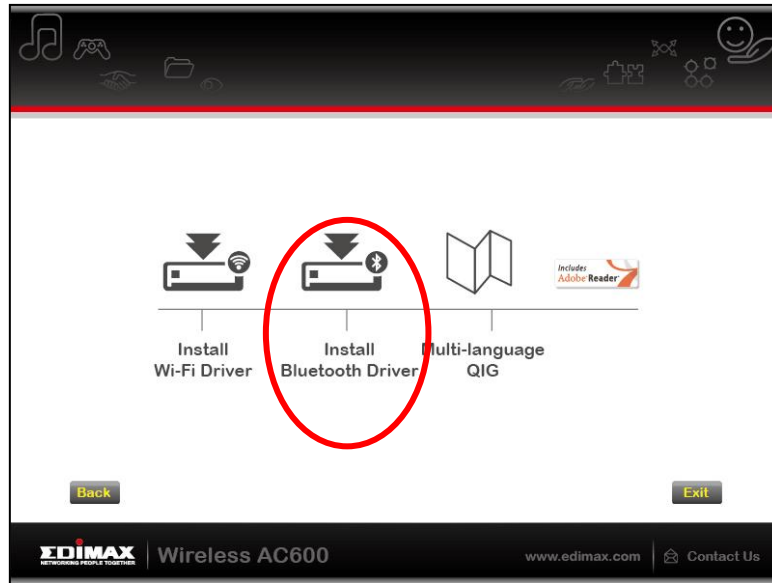 Includes
Adobe Reader
Install
Wi-Fi Driver
Install
Bluetooth Driver
Multi-language
QIG
Back
Exit
EDIMAX
NETWORKING PEOPLE TOGETHER
Wireless AC600
www.edimax.com
Contact Us